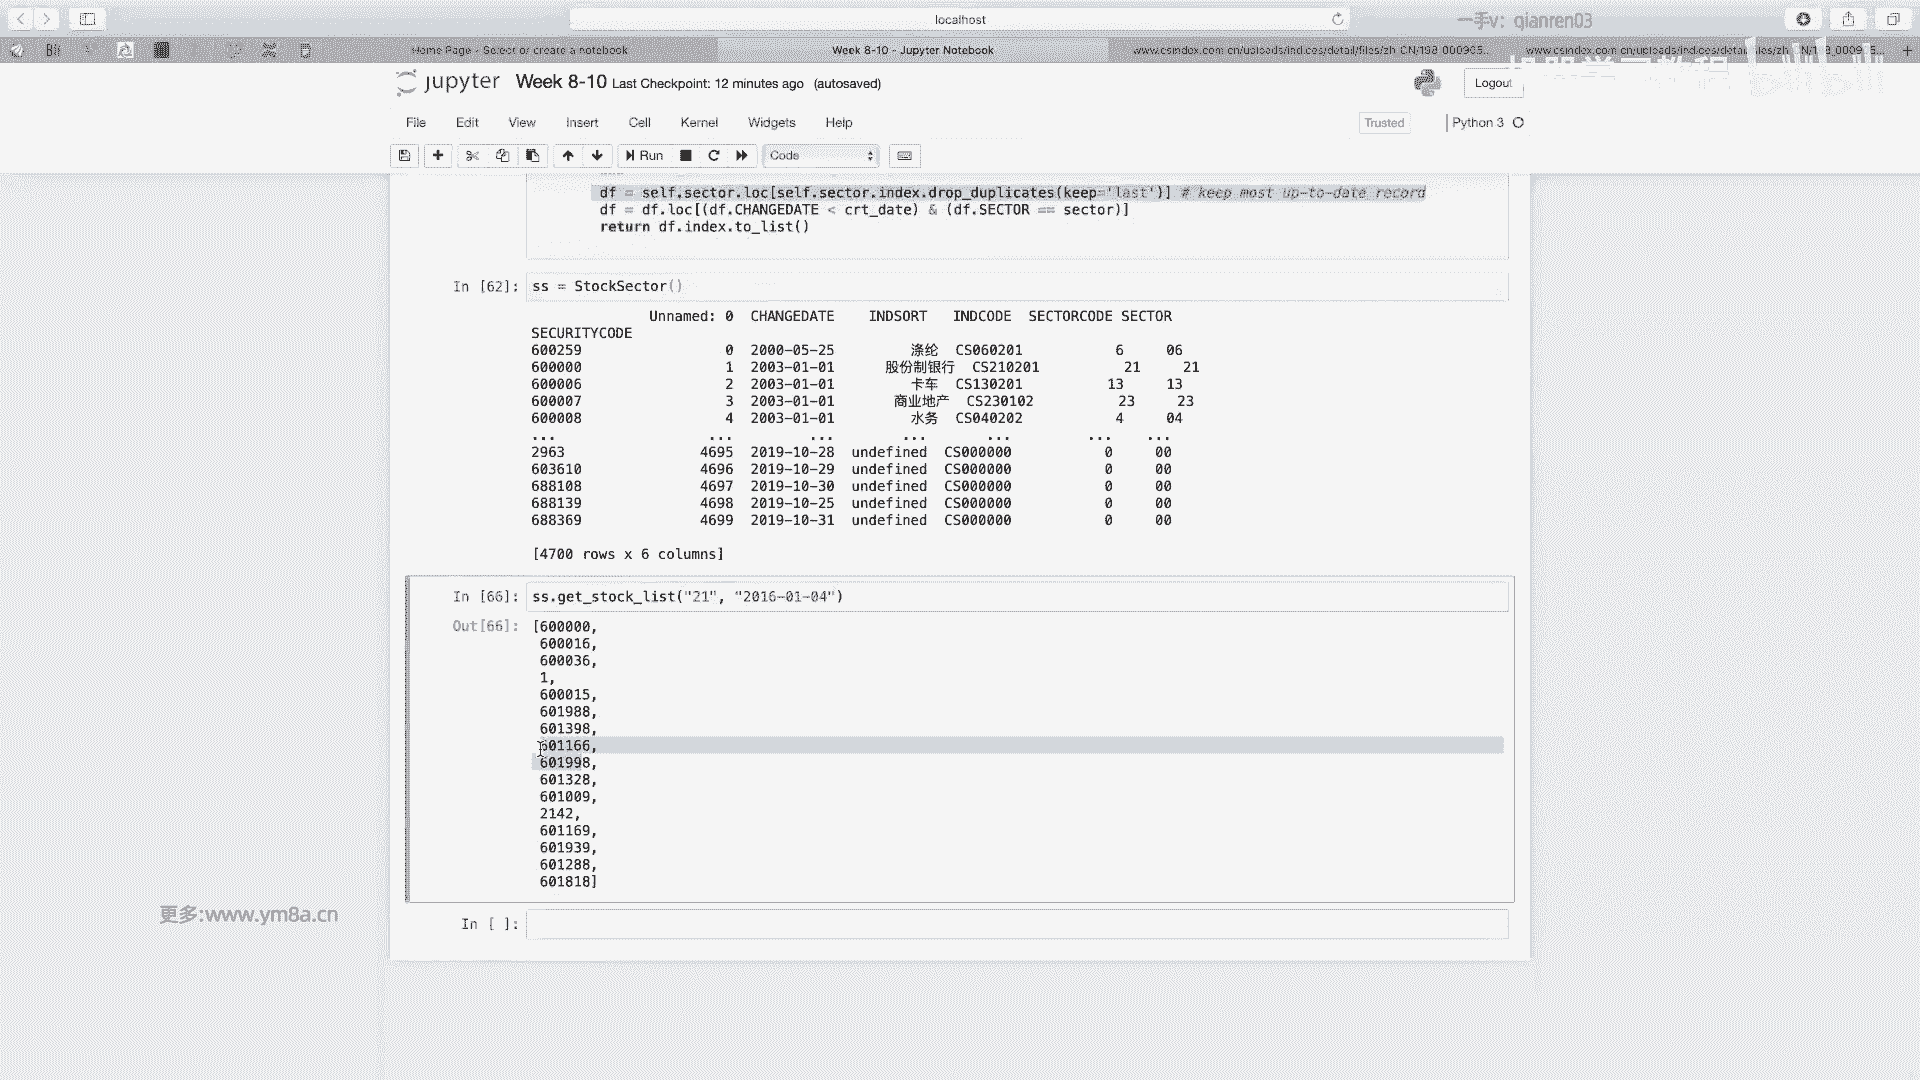 localhost
一手v: qianren03
Bit
Home Page - Select or create a notebook
Week 8-10 - Jupyter Notebook
www.csindex.com.cn/uploads/indices/detail/files/zh_CN/198_000905...
www.csindex.com.cn/uploads/indices/detail/files/zh_CN/
机器学习教程 bilibili
jupyter Week 8-10 Last Checkpoint: 12 minutes ago (autosaved)
Logout
File Edit View Insert Cell Kernel Widgets Help
Trusted Python 3
Run Code
df = self.sector.loc[self.sector.index.drop_duplicates(keep='last')] # keep most up-to-date record
df = df.loc[(df.CHANGEDATE < crt_date) & (df.SECTOR == sector)]
return df.index.to_list()
In [62]: ss = StockSector()
Unnamed: 0 CHANGEDATE INDSORT INDCODE SECTORCODE SECTOR
SECURITYCODE
600259 0 2000-05-25 涤纶 CS060201 6 06
600000 1 2003-01-01 股份制银行 CS210201 21 21
600006 2 2003-01-01 卡车 CS130201 13 13
600007 3 2003-01-01 商业地产 CS230102 23 23
600008 4 2003-01-01 水务 CS040202 4 04
... ... ... ... ... ... ...
2963 4695 2019-10-28 undefined CS000000 0 00
603610 4696 2019-10-29 undefined CS000000 0 00
688108 4697 2019-10-30 undefined CS000000 0 00
688139 4698 2019-10-25 undefined CS000000 0 00
688369 4699 2019-10-31 undefined CS000000 0 00
[4700 rows x 6 columns]
In [66]: ss.get_stock_list("21", "2016-01-04")
Out[66]: [600000,
600016,
600036,
1,
600015,
601988,
601398,
601166,
601998,
601328,
601009,
2142,
601169,
601939,
601288,
601818]
更多:www.ym8a.cn
In [ ]: